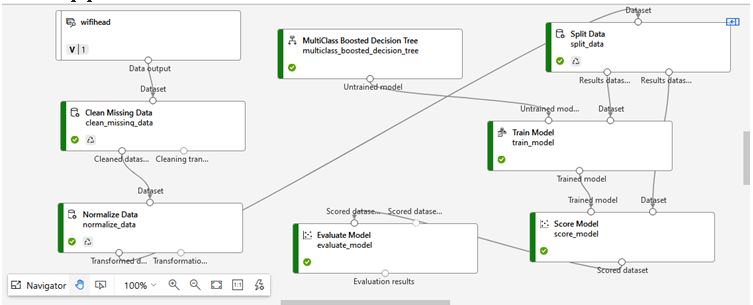 wifihead
V | 1
Data output
Dataset
Clean Missing Data
clean_missing_data
Cleaned datas...
Cleaning tran...
Dataset
Normalize Data
normalize_data
Transformed d...
Transformatio...
MultiClass Boosted Decision Tree
multiclass_boosted_decision_tree
Untrained model
Dataset
Split Data
split_data
Results datas...
Results datas...
Untrained mod...
Dataset
Train Model
train_model
Trained model
Trained model
Dataset
Score Model
score_model
Scored dataset
Scored datase...
Scored datase...
Evaluate Model
evaluate_model
Evaluation results
Navigator
100%
1:1